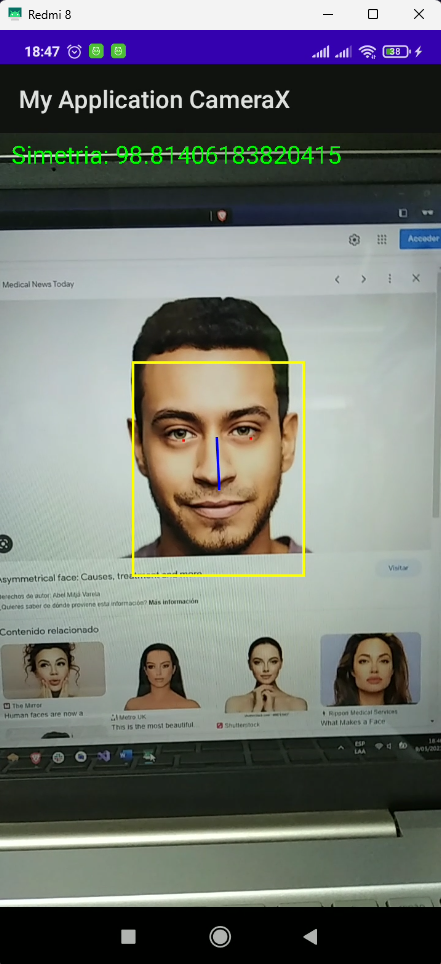 Redmi 8
18:47
38
My Application CameraX
Simetria: 98.81406183820415
Acceder
Medical News Today
Asymmetrical face: Causes, treatment and more
Visitar
Derechos de autor: Abel Mitjà Varela
¿Quieres saber de dónde proviene esta información? Más información
Contenido relacionado
The Mirror
Human faces are now a
Metro UK
This is the most beautiful...
Shutterstock
Rippon Medical Services
What Makes a Face
ESP
LAA